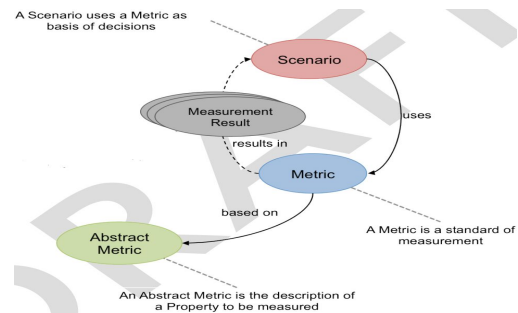 A Scenario uses a Metric as
basis of decisions
Scenario
Measurement
Result
uses
results in
Metric
based on
A Metric is a standard of
measurement
Abstract
Metric
An Abstract Metric is the description of
a Property to be measured
DRAFT